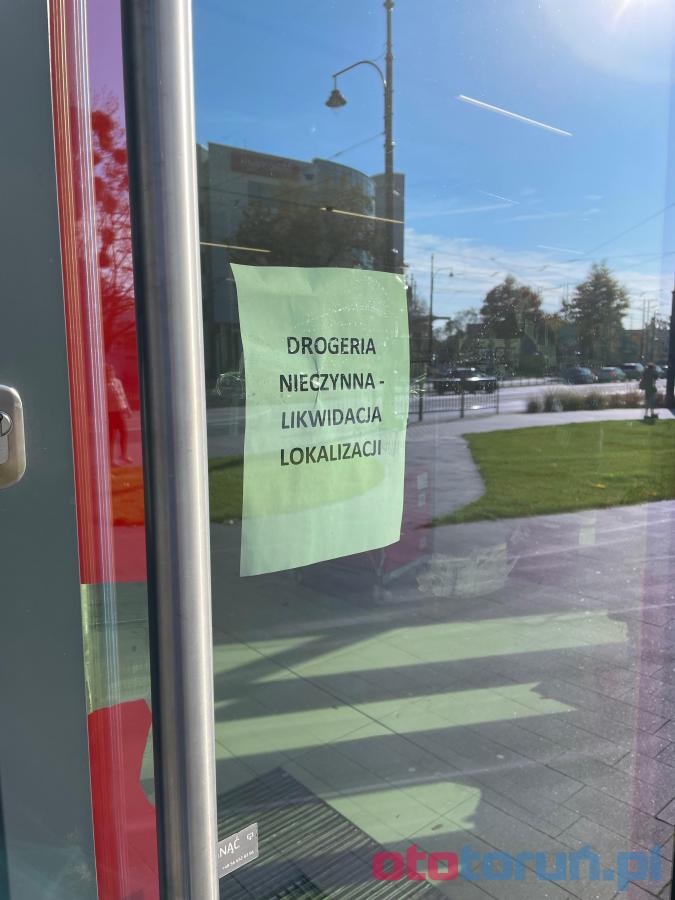 DROGERIA
NIECZYNNA -
LIKWIDACJA
LOKALIZACJI
ototoruń.pl